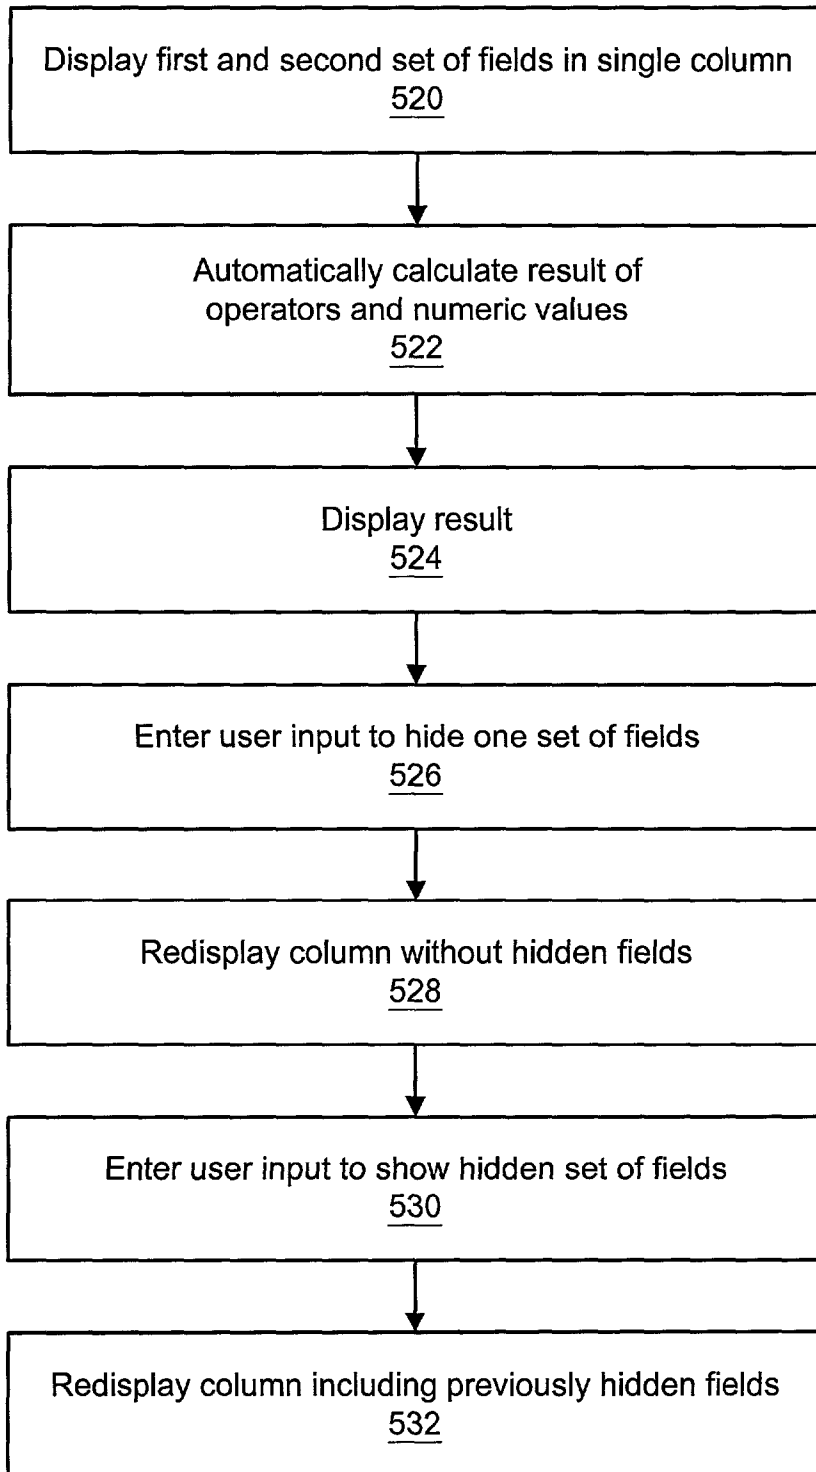 Display first and second set of fields in single column
520
Automatically calculate result of
operators and numeric values
522
Display result
524
Enter user input to hide one set of fields
526
Redisplay column without hidden fields
528
Enter user input to show hidden set of fields
530
Redisplay column including previously hidden fields
532